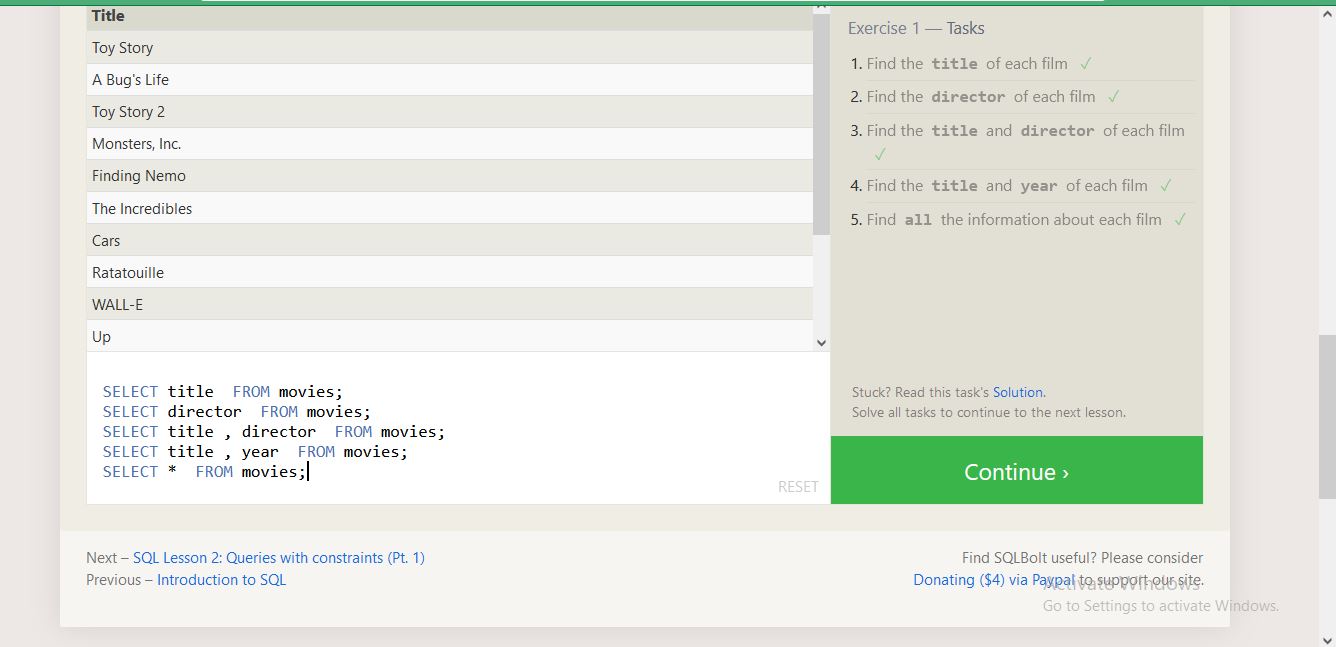 Title
Toy Story
A Bug's Life
Toy Story 2
Monsters, Inc.
Finding Nemo
The Incredibles
Cars
Ratatouille
WALL-E
Up
SELECT title  FROM movies;
SELECT director  FROM movies;
SELECT title , director  FROM movies;
SELECT title , year  FROM movies;
SELECT *  FROM movies;
RESET
Exercise 1 — Tasks
1. Find the title of each film ✓
2. Find the director of each film ✓
3. Find the title and director of each film
✓
4. Find the title and year of each film ✓
5. Find all the information about each film ✓
Stuck? Read this task's Solution.
Solve all tasks to continue to the next lesson.
Continue ›
Next – SQL Lesson 2: Queries with constraints (Pt. 1)
Previous – Introduction to SQL
Find SQLBolt useful? Please consider
Donating ($4) via Paypal to support our site.
Activate Windows
Go to Settings to activate Windows.